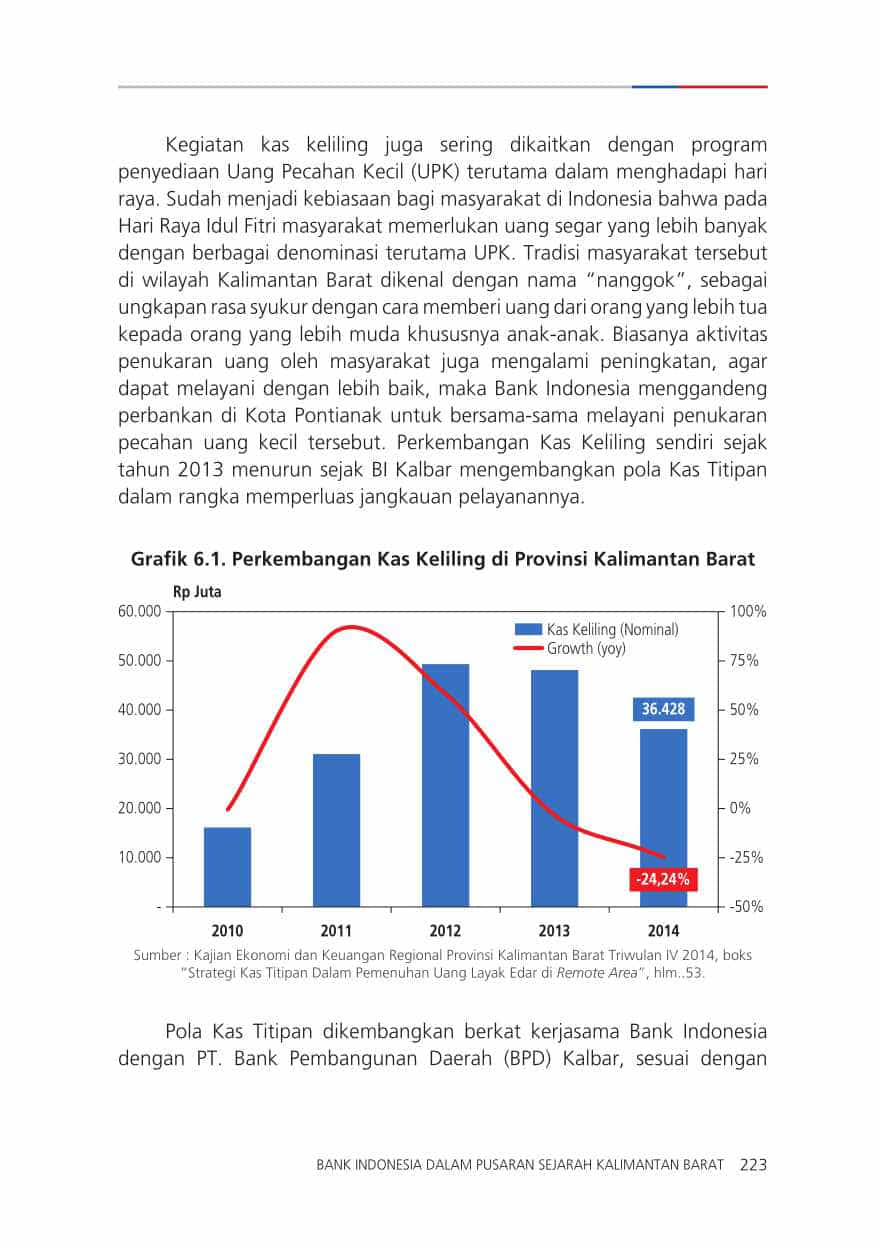 Kegiatan kas keliling juga sering dikaitkan dengan program
penyediaan Uang Pecahan Kecil (UPK) terutama dalam menghadapi hari
raya. Sudah menjadi kebiasaan bagi masyarakat di Indonesia bahwa pada
Hari Raya Idul Fitri masyarakat memerlukan uang segar yang lebih banyak
dengan berbagai denominasi terutama UPK. Tradisi masyarakat tersebut
di wilayah Kalimantan Barat dikenal dengan nama “nanggok”, sebagai
ungkapan rasa syukur dengan cara memberi uang dari orang yang lebih tua
kepada orang yang lebih muda khususnya anak-anak. Biasanya aktivitas
penukaran uang oleh masyarakat juga mengalami peningkatan, agar
dapat melayani dengan lebih baik, maka Bank Indonesia menggandeng
perbankan di Kota Pontianak untuk bersama-sama melayani penukaran
pecahan uang kecil tersebut. Perkembangan Kas Keliling sendiri sejak
tahun 2013 menurun sejak BI Kalbar mengembangkan pola Kas Titipan
dalam rangka memperluas jangkauan pelayanannya.
Grafik 6.1. Perkembangan Kas Keliling di Provinsi Kalimantan Barat
Rp Juta
60.000 100%
Kas Keliling (Nominal)
Growth (yoy)
50.000 75%
40.000 36.428 50%
30.000 25%
20.000 0%
10.000 -25%
-24,24%
- -50%
2010 2011 2012 2013 2014
Sumber : Kajian Ekonomi dan Keuangan Regional Provinsi Kalimantan Barat Triwulan IV 2014, boks
“Strategi Kas Titipan Dalam Pemenuhan Uang Layak Edar di Remote Area”, hlm..53.
Pola Kas Titipan dikembangkan berkat kerjasama Bank Indonesia
dengan PT. Bank Pembangunan Daerah (BPD) Kalbar, sesuai dengan
BANK INDONESIA DALAM PUSARAN SEJARAH KALIMANTAN BARAT 223